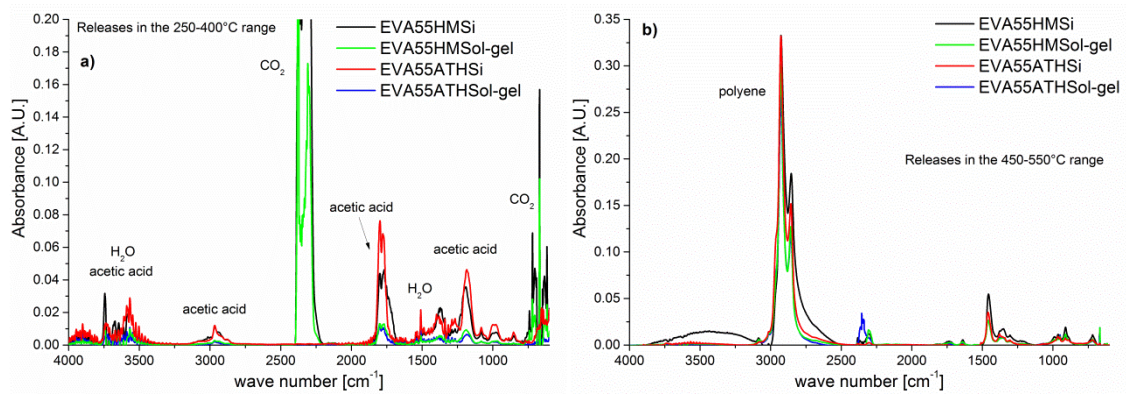 Releases in the 250-400°C range
a)
CO2
EVA55HMSi
EVA55HMSol-gel
EVA55ATHSi
EVA55ATHSol-gel
acetic acid
CO2
H2O
acetic acid
acetic acid
H2O
acetic acid
0.20
0.18
0.16
0.14
0.12
0.10
0.08
0.06
0.04
0.02
0.00
Absorbance [A.U.]
4000 3500 3000 2500 2000 1500 1000
wave number [cm-1]
b)
EVA55HMSi
EVA55HMSol-gel
EVA55ATHSi
EVA55ATHSol-gel
polyene
Releases in the 450-550°C range
0.35
0.30
0.25
0.20
0.15
0.10
0.05
0.00
Absorbance [A.U.]
4000 3500 3000 2500 2000 1500 1000
wave number [cm-1]